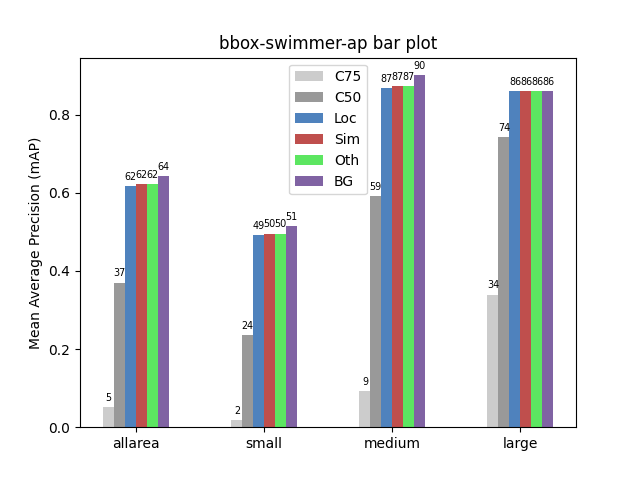 bbox-swimmer-ap bar plot
Mean Average Precision (mAP)
0.8
0.6
0.4
0.2
0.0
C75
C50
Loc
Sim
Oth
BG
5
37
62
62
62
64
2
24
49
50
50
51
9
59
87
87
87
90
34
74
86
86
86
86
allarea
small
medium
large